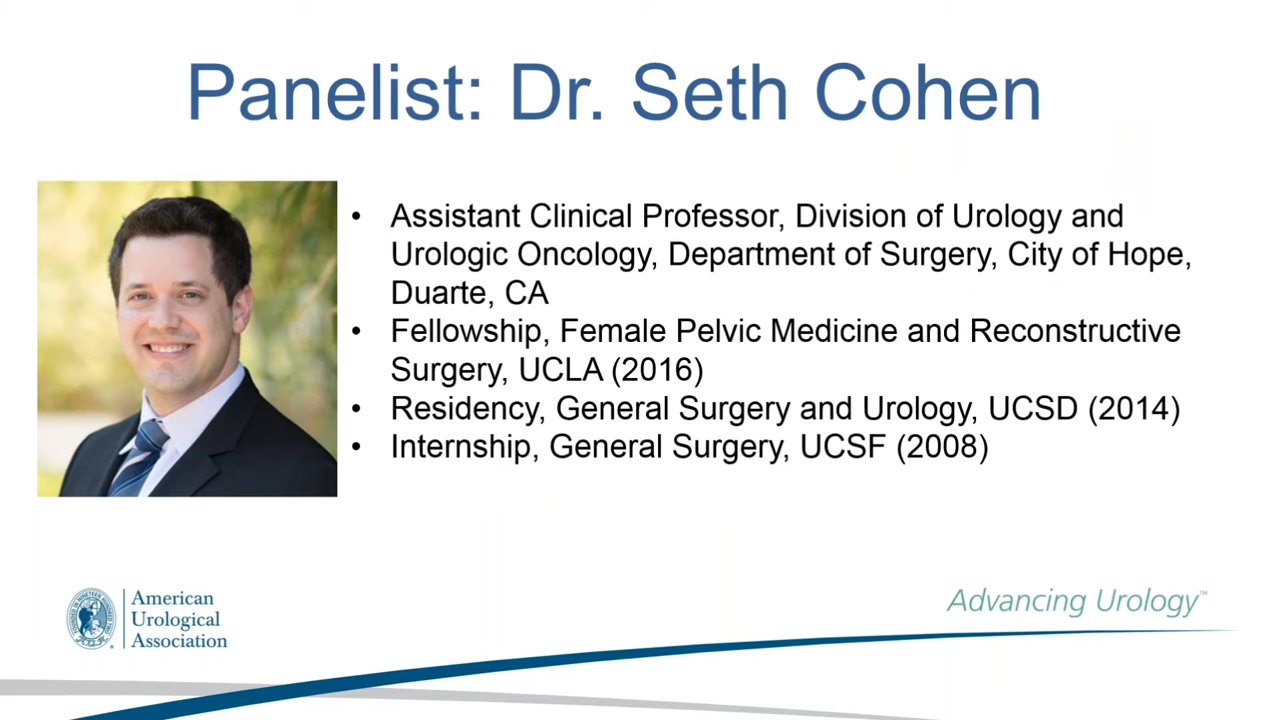 Panelist: Dr. Seth Cohen
• Assistant Clinical Professor, Division of Urology and
Urologic Oncology, Department of Surgery, City of Hope,
Duarte, CA
• Fellowship, Female Pelvic Medicine and Reconstructive
Surgery, UCLA (2016)
• Residency, General Surgery and Urology, UCSD (2014)
• Internship, General Surgery, UCSF (2008)
American
Urological
Association
Advancing Urology™